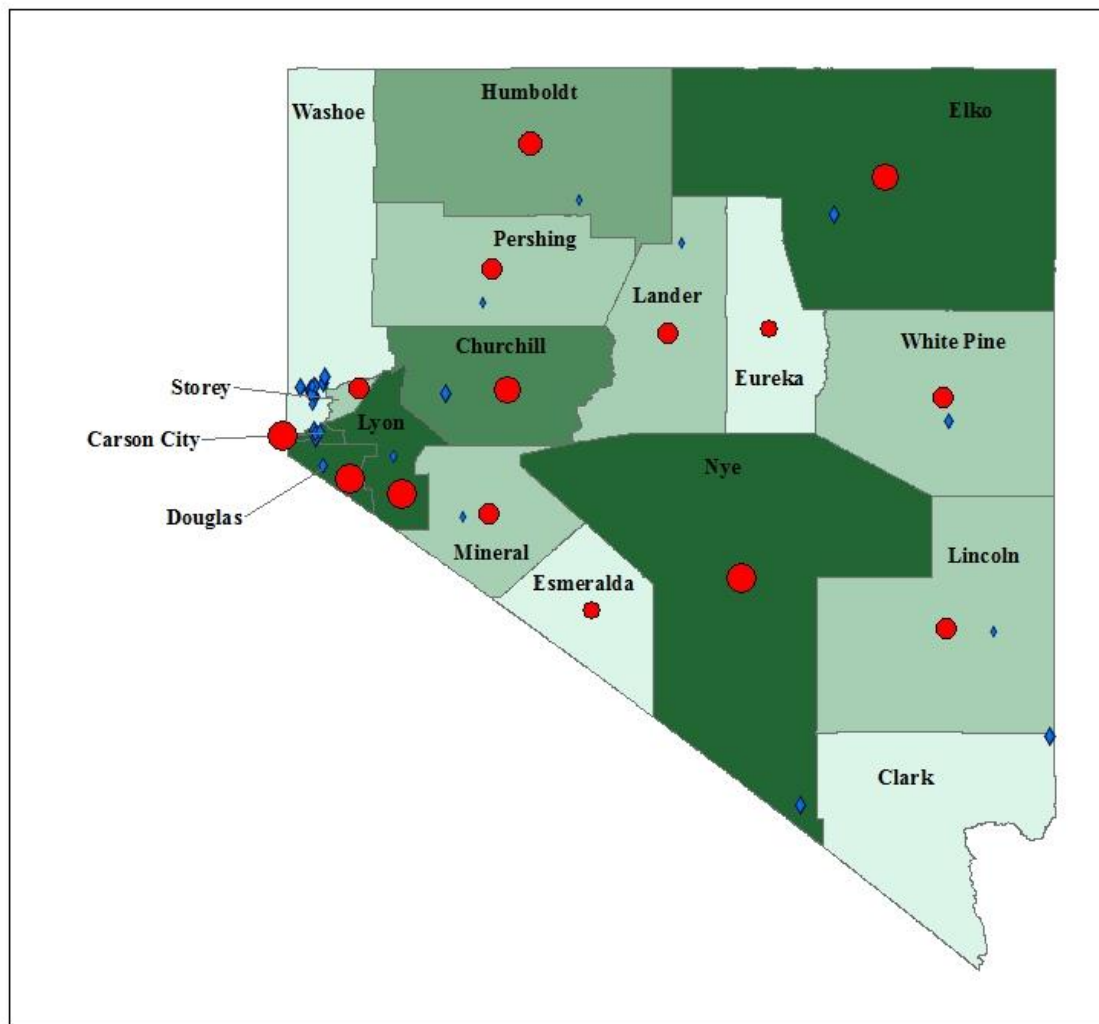 Humboldt
Washoe
Elko
Pershing
Lander
Churchill
White Pine
Eureka
Storey
Lyon
Carson City
Nye
Douglas
Mineral
Lincoln
Esmeralda
Clark